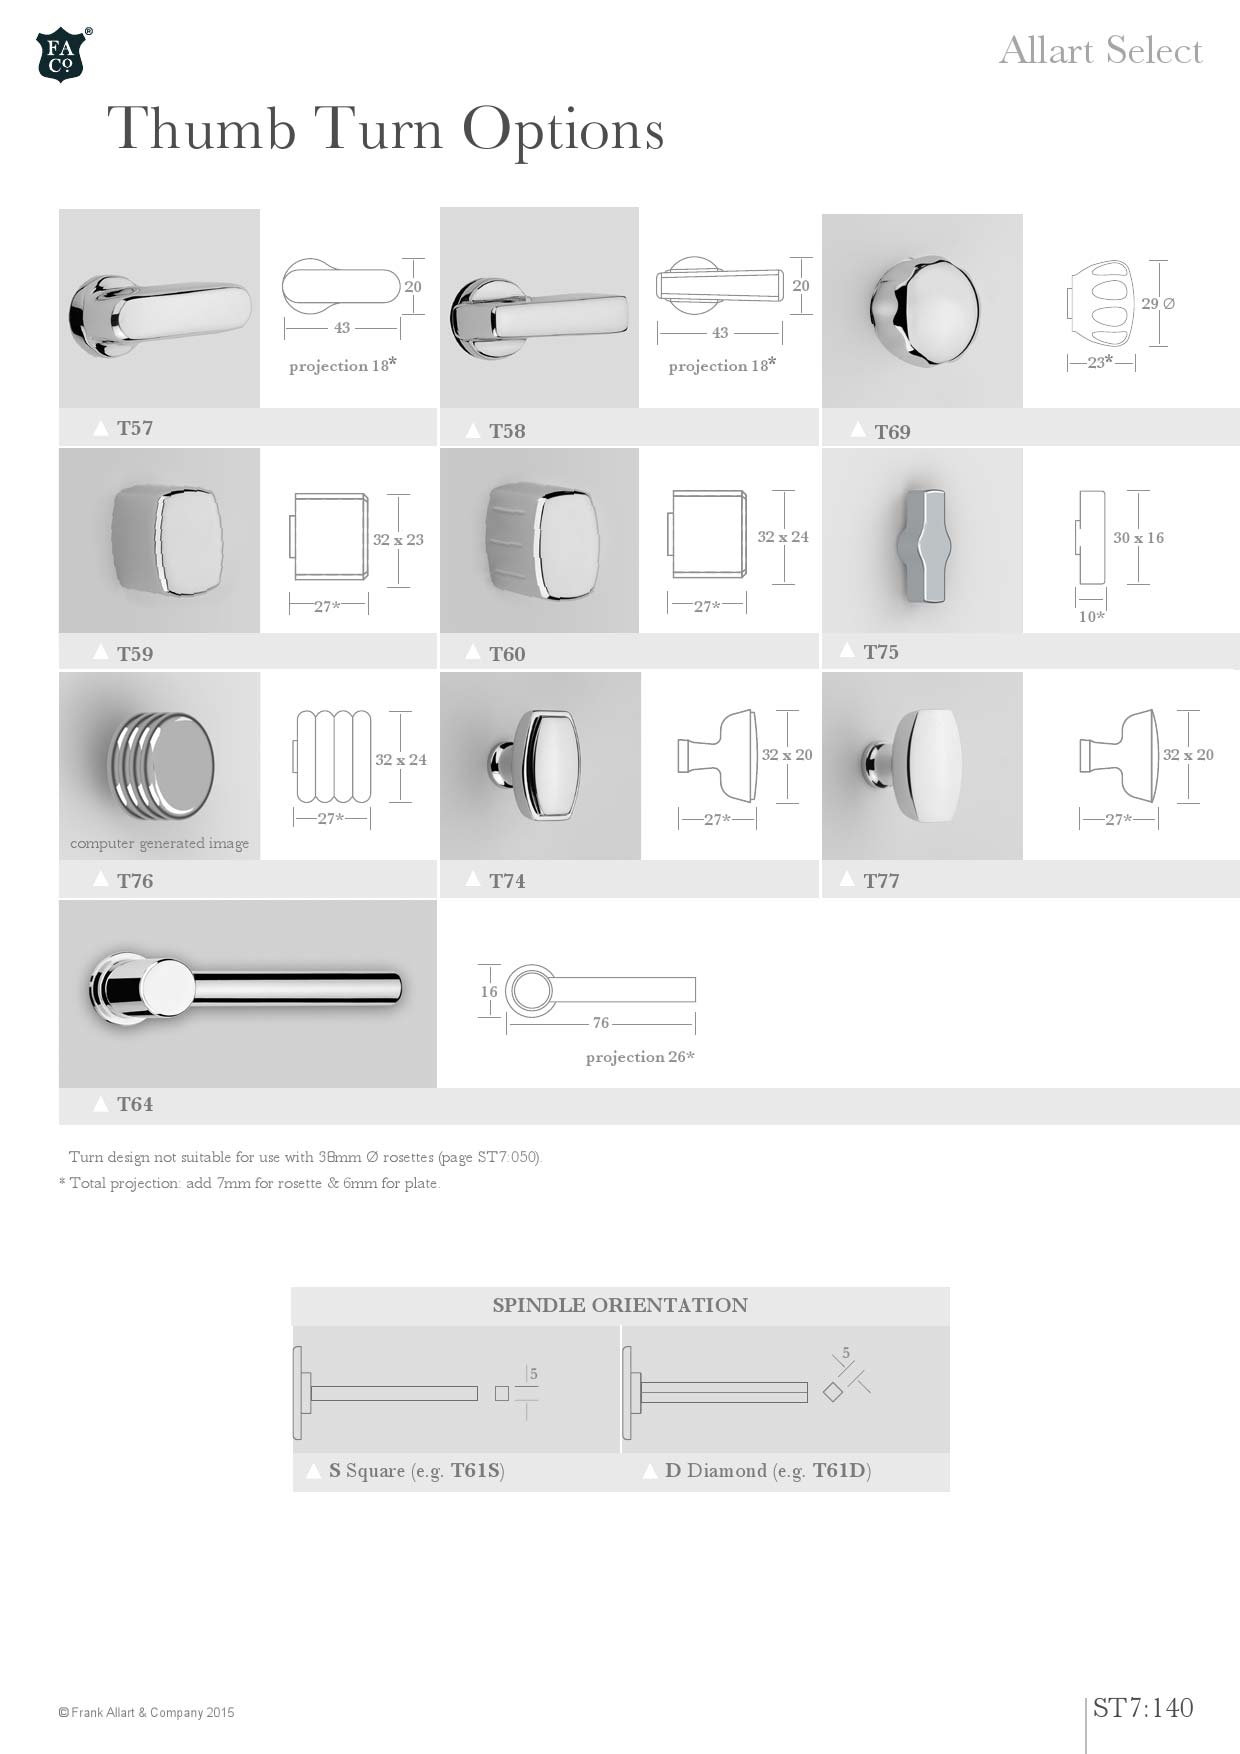 FA
Co.
®
Allart Select
Thumb Turn Options
20
43
projection 18*
20
43
projection 18*
29 Ø
23*
T57
T58
T69
32 x 23
27*
32 x 24
27*
30 x 16
10*
T59
T60
T75
32 x 24
27*
computer generated image
32 x 20
27*
32 x 20
27*
T76
T74
T77
16
76
projection 26*
T64
Turn design not suitable for use with 38mm Ø rosettes (page ST7:050).
* Total projection: add 7mm for rosette & 6mm for plate.
SPINDLE ORIENTATION
5
5
S Square (e.g. T61S)
D Diamond (e.g. T61D)
© Frank Allart & Company 2015
ST7:140